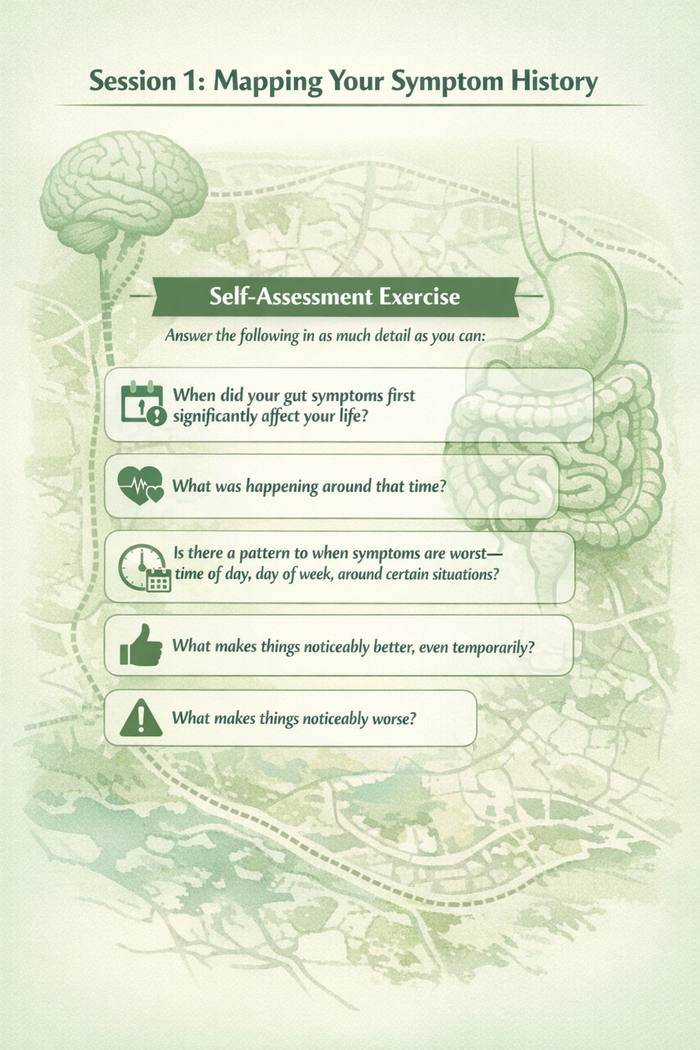 Session 1: Mapping Your Symptom History
Self-Assessment Exercise
Answer the following in as much detail as you can:
When did your gut symptoms first
significantly affect your life?
What was happening around that time?
Is there a pattern to when symptoms are worst—
time of day, day of week, around certain situations?
What makes things noticeably better, even temporarily?
What makes things noticeably worse?